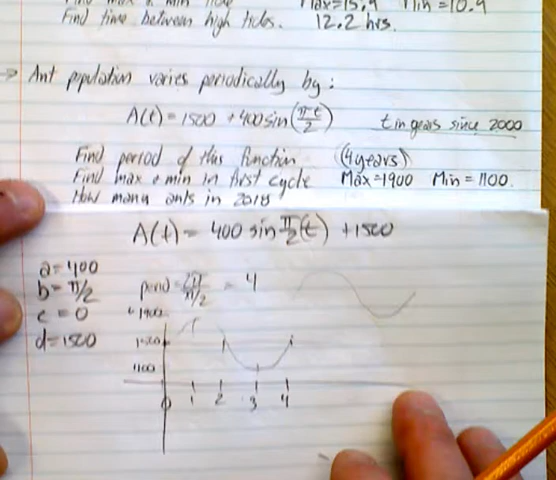 Max=15.9 Min=10.9
Find time between high tides. 12.2 hrs.
→ Ant population varies periodically by:
A(t) = 1500 + 400 sin(πt/2) t in years since 2000
Find period of this function (4 years)
Find max & min in first cycle Max=1900 Min=1100.
How many ants in 2018
A(t) = 400 sin π/2(t) + 1500
a=400
b=π/2
c=0
d=1500
period = 2π/π/2 = 4
1900
1500
1100
0 1 2 3 4